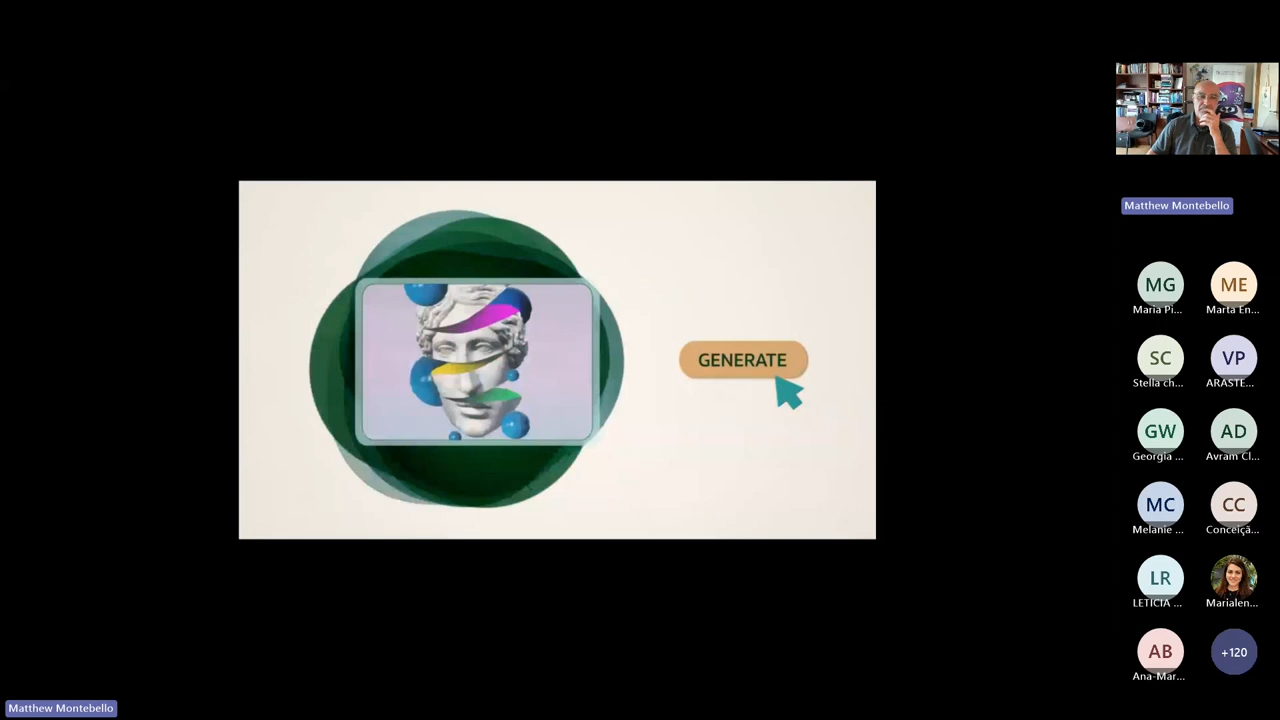 GENERATE
Matthew Montebello
MG ME
Maria Pi... Marta En...
SC VP
Stella ch... ARASTE...
GW AD
Georgia ... Avram Cl...
MC CC
Melanie ... Conceiçã...
LR
LETICIA ... Marialen...
AB +120
Ana-Mar...
Matthew Montebello